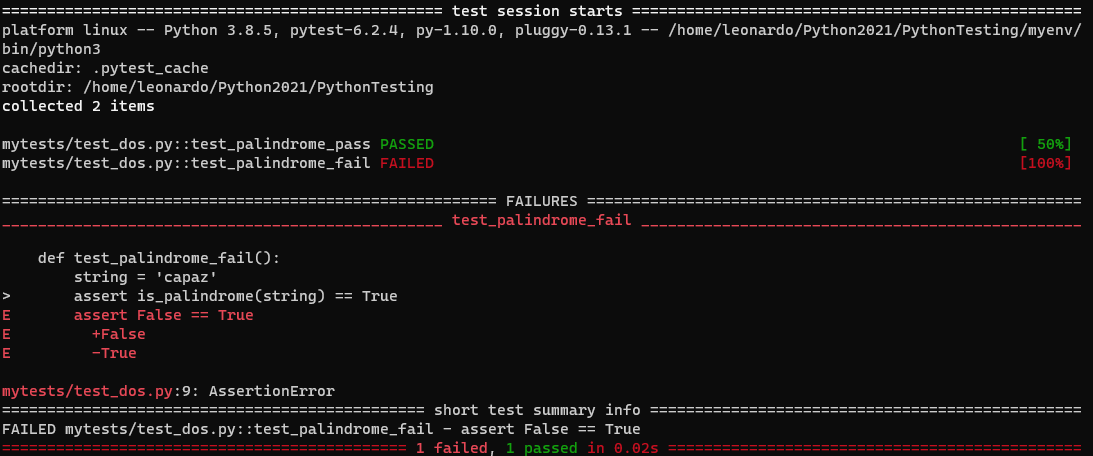 ================================================= test session starts ==================================================
platform linux -- Python 3.8.5, pytest-6.2.4, py-1.10.0, pluggy-0.13.1 -- /home/leonardo/Python2021/PythonTesting/myenv/
bin/python3
cachedir: .pytest_cache
rootdir: /home/leonardo/Python2021/PythonTesting
collected 2 items

mytests/test_dos.py::test_palindrome_pass PASSED                                                                 [ 50%]
mytests/test_dos.py::test_palindrome_fail FAILED                                                                 [100%]

======================================================= FAILURES =======================================================
_________________________________________________ test_palindrome_fail _________________________________________________

    def test_palindrome_fail():
        string = 'capaz'
>       assert is_palindrome(string) == True
E       assert False == True
E         +False
E         -True

mytests/test_dos.py:9: AssertionError
=============================================== short test summary info ================================================
FAILED mytests/test_dos.py::test_palindrome_fail - assert False == True
============================================= 1 failed, 1 passed in 0.02s ==============================================